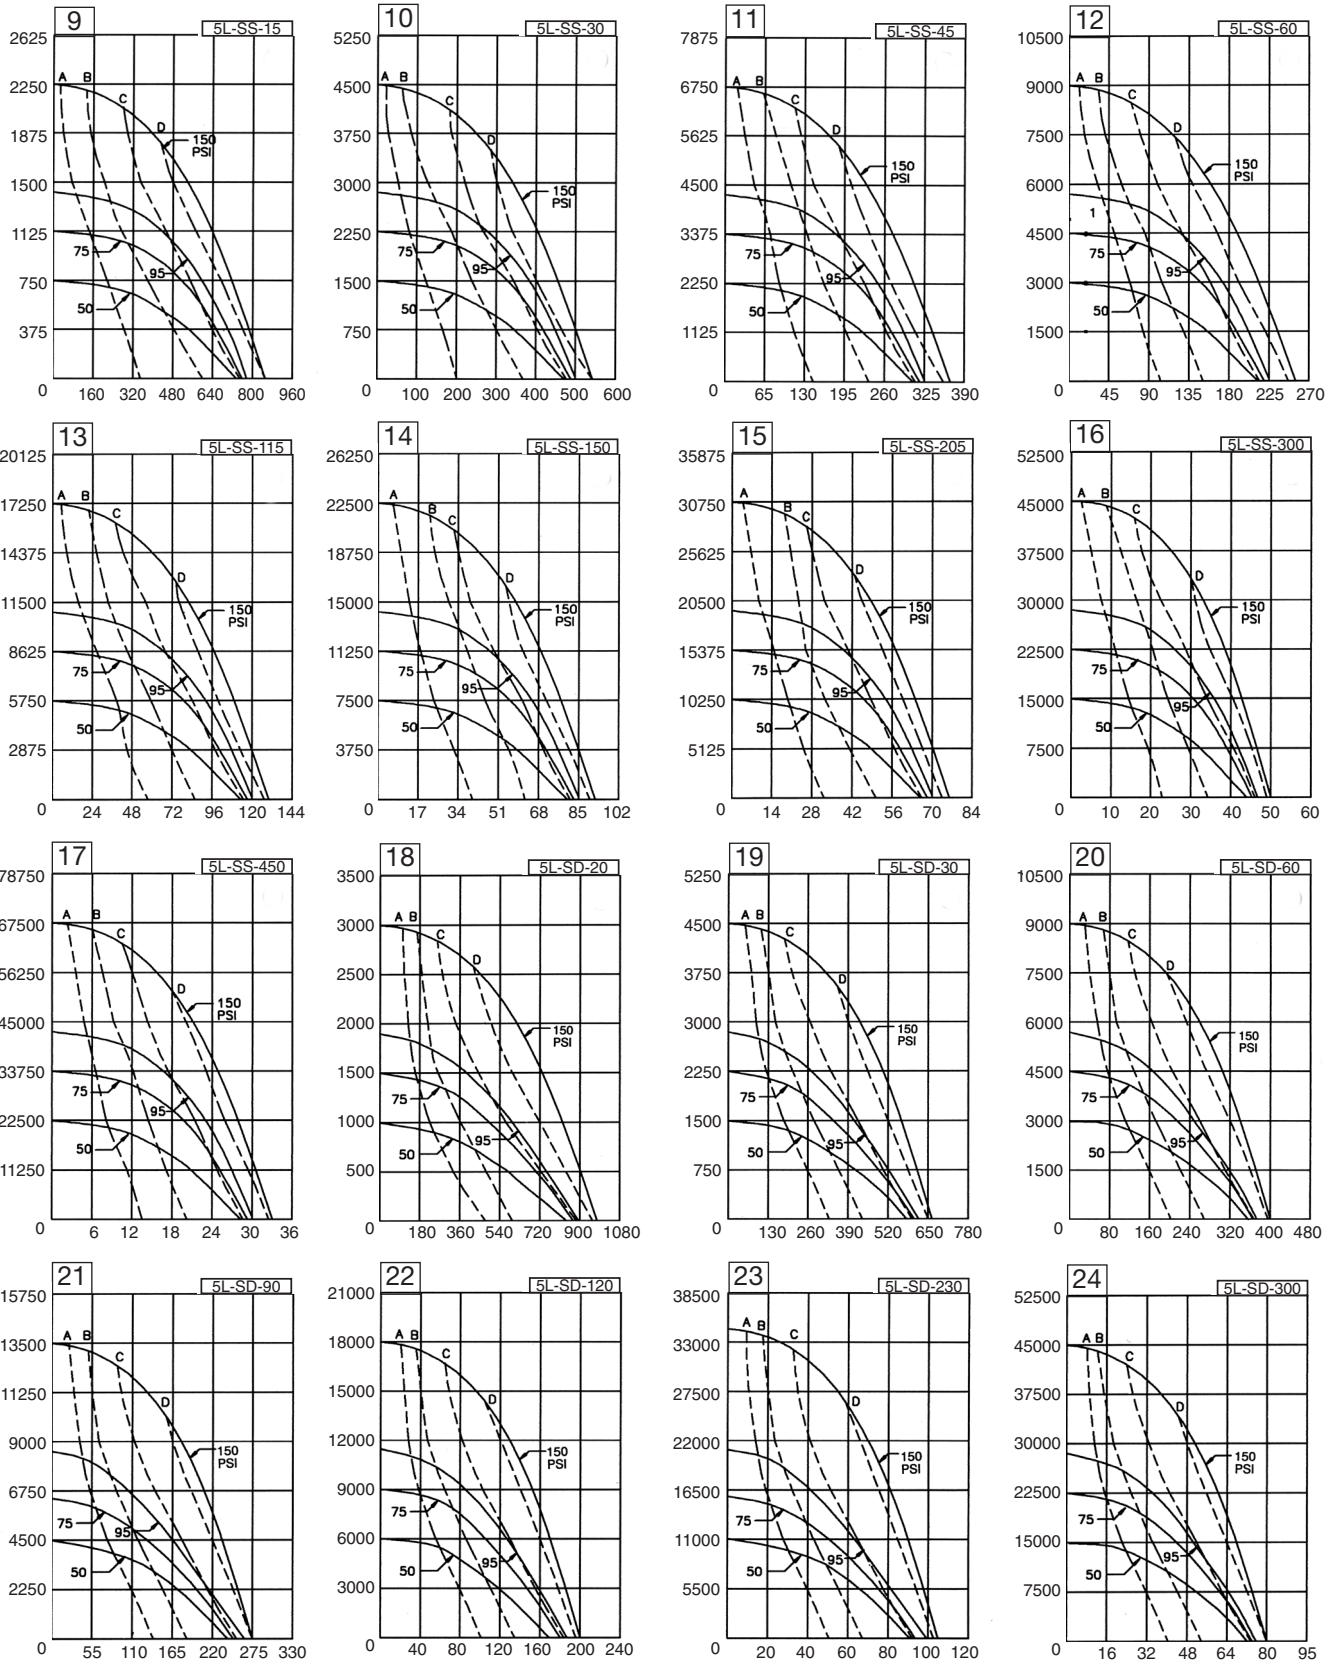 9 5L-SS-15
2625
A B
2250
C
D
1875 150
PSI
1500
1125
75
95
750
50
375
0 160 320 480 640 800 960
10 5L-SS-30
5250
A B
4500
C
3750
D
3000 150
PSI
2250
75
95
1500
50
750
0 100 200 300 400 500 600
11 5L-SS-45
7875
A B
6750
C
D
5625
150
PSI
4500
3375
75
95
2250
50
1125
0 65 130 195 260 325 390
12 5L-SS-60
10500
A B
9000
C
D
7500
150
PSI
6000
1
4500
75
95
3000
50
1500
0 45 90 135 180 225 270
13 5L-SS-115
20125
A B
17250
C
14375
D
11500 150
PSI
8625
75
95
5750
50
2875
0 24 48 72 96 120 144
14 5L-SS-150
26250
A
22500 B
C
18750
D
15000 150
PSI
11250
75
95
7500
50
3750
0 17 34 51 68 85 102
15 5L-SS-205
35875
A
30750 B
C
25625
D
20500 150
PSI
15375
75
95
10250
50
5125
0 14 28 42 56 70 84
16 5L-SS-300
52500
A B
45000
C
37500
D
30000 150
PSI
22500
75
95
15000
50
7500
0 10 20 30 40 50 60
17 5L-SS-450
78750
A B
67500
C
56250
D
150
PSI
45000
33750
75
95
22500
50
11250
0 6 12 18 24 30 36
18 5L-SD-20
3500
A B
3000
C
D
2500
2000 150
PSI
1500
75
1000
95
50
500
0 180 360 540 720 900 1080
19 5L-SD-30
5250
A B
4500
C
3750
D
3000 150
PSI
2250
75
1500
95
50
750
0 130 260 390 520 650 780
20 5L-SD-60
10500
A B
9000
C
D
7500
6000
150
PSI
4500
75
3000
95
50
1500
0 80 160 240 320 400 480
21 5L-SD-90
15750
A B
13500
C
11250
D
9000 150
PSI
6750
75
95
4500
50
2250
0 55 110 165 220 275 330
22 5L-SD-120
21000
A B
18000
C
15000
D
12000 150
PSI
9000
75
6000
95
50
3000
0 40 80 120 160 200 240
23 5L-SD-230
38500
A B
C
33000
27500
D
22000
150
PSI
16500
75
11000
95
50
5500
0 20 40 60 80 100 120
24 5L-SD-300
52500
A B
45000
C
37500
D
30000
150
PSI
22500
75
15000
95
50
7500
0 16 32 48 64 80 95